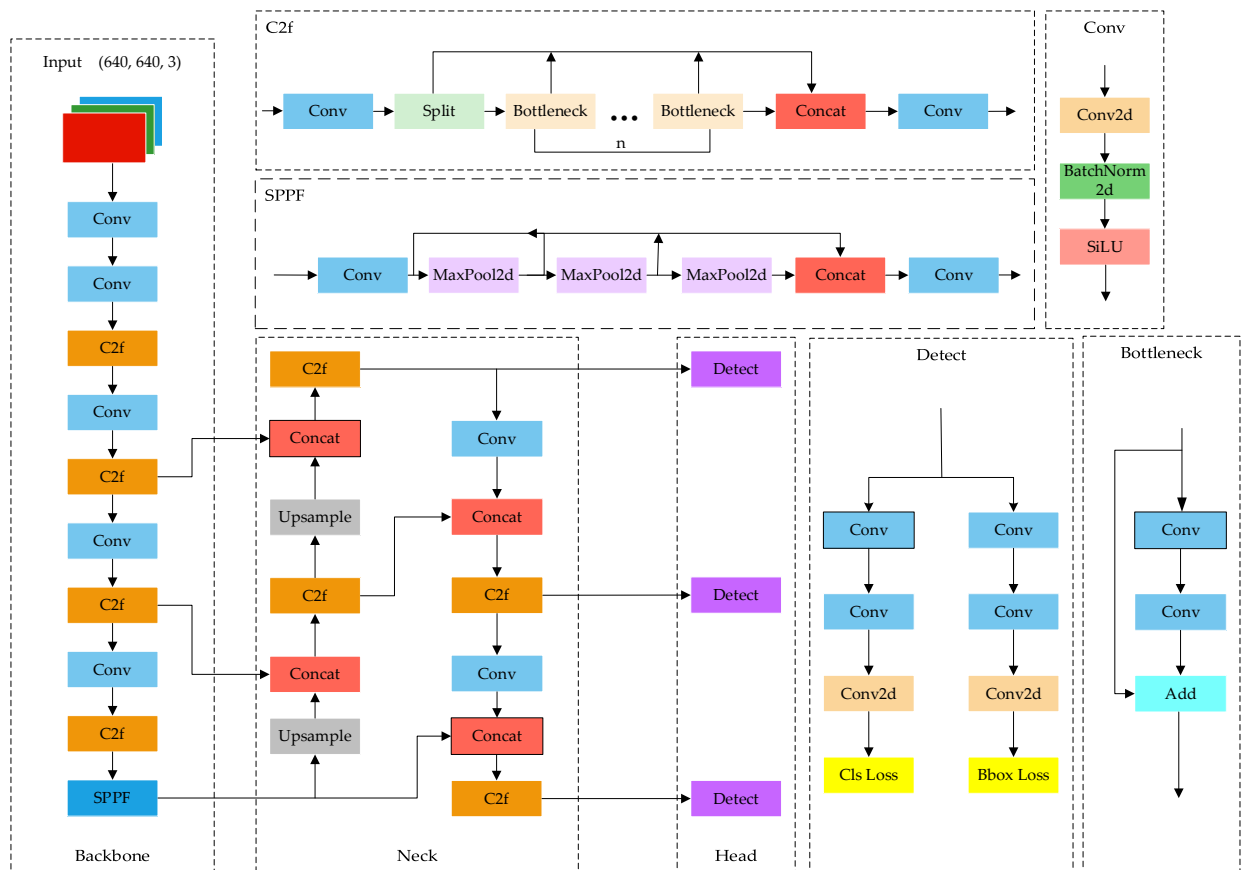 Input (640, 640, 3)
Conv
Conv
C2f
Conv
C2f
Conv
C2f
Conv
C2f
SPPF
Backbone
C2f
Conv
Split
Bottleneck
...
Bottleneck
Concat
Conv
n
SPPF
Conv
MaxPool2d
MaxPool2d
MaxPool2d
Concat
Conv
Conv
Conv2d
BatchNorm
2d
SiLU
C2f
Concat
Upsample
C2f
Concat
Upsample
Conv
Concat
C2f
Conv
Concat
C2f
Neck
Detect
Detect
Detect
Head
Detect
Conv
Conv
Conv2d
Cls Loss
Conv
Conv
Conv2d
Bbox Loss
Bottleneck
Conv
Conv
Add